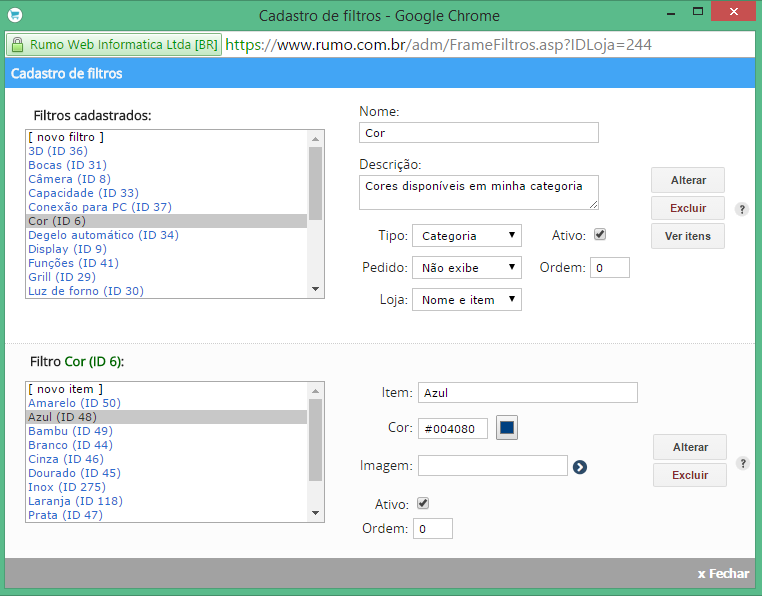 Cadastro de filtros - Google Chrome
Rumo Web Informatica Ltda [BR] https://www.rumo.com.br/adm/FrameFiltros.asp?IDLoja=244
Cadastro de filtros
Filtros cadastrados:
[ novo filtro ]
3D (ID 36)
Bocas (ID 31)
Câmera (ID 8)
Capacidade (ID 33)
Conexão para PC (ID 37)
Cor (ID 6)
Degelo automático (ID 34)
Display (ID 9)
Funções (ID 41)
Grill (ID 29)
Luz de forno (ID 30)
Nome:
Cor
Descrição:
Cores disponíveis em minha categoria
Tipo: Categoria Ativo:
Pedido: Não exibe Ordem: 0
Loja: Nome e item
Alterar
Excluir ?
Ver itens
Filtro Cor (ID 6):
[ novo item ]
Amarelo (ID 50)
Azul (ID 48)
Bambu (ID 49)
Branco (ID 44)
Cinza (ID 46)
Dourado (ID 45)
Inox (ID 275)
Laranja (ID 118)
Prata (ID 47)
Item: Azul
Cor: #004080
Imagem:
Ativo:
Ordem: 0
Alterar
?
Excluir
x Fechar